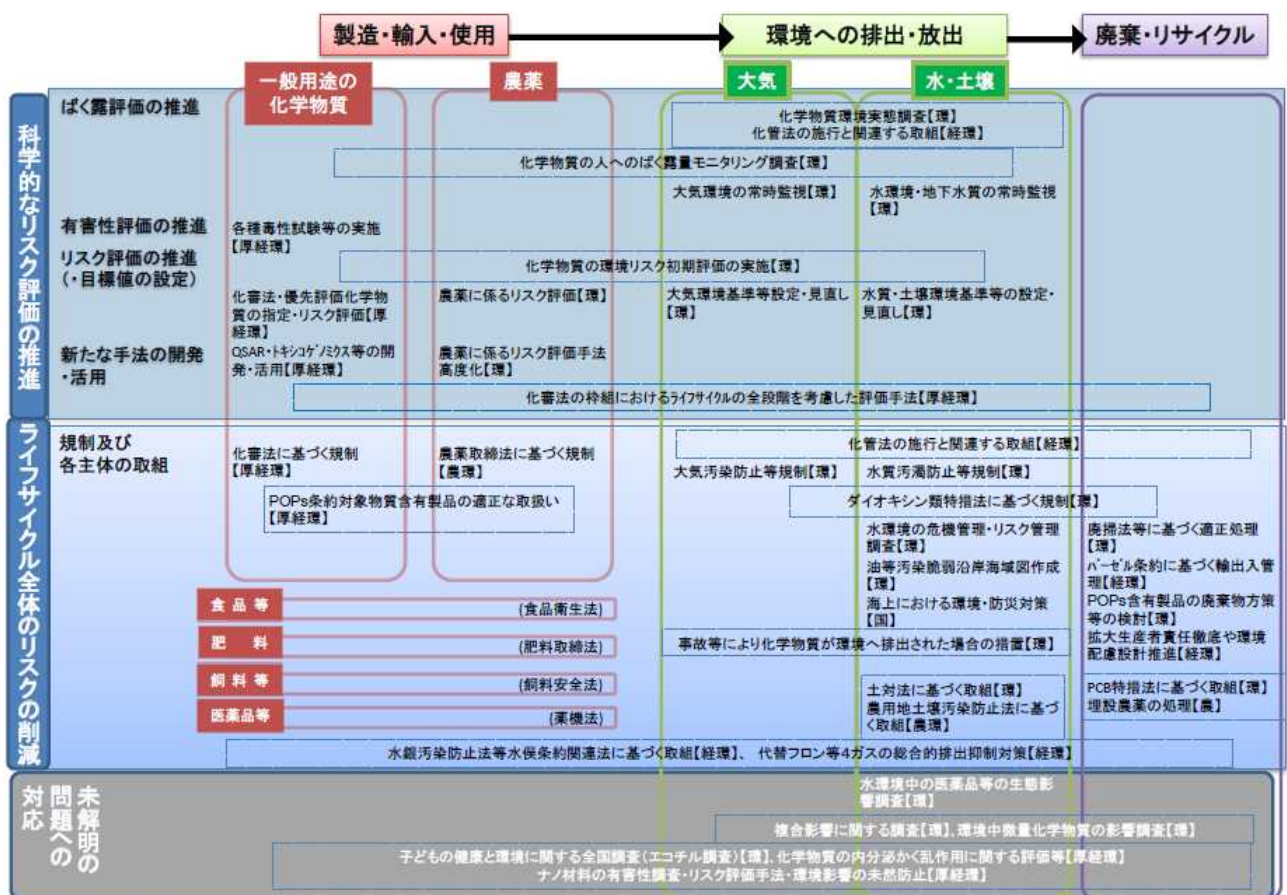 製造・輸入・使用
環境への排出・放出
廃棄・リサイクル
一般用途の
化学物質
農薬
大気
水・土壌
科学的なリスク評価の推進
ばく露評価の推進
化学物質環境実態調査【環】
化管法の施行と関連する取組【経環】
化学物質の人へのばく露量モニタリング調査【環】
大気環境の常時監視【環】
水環境・地下水質の常時監視
【環】
有害性評価の推進
各種毒性試験等の実施
【厚経環】
リスク評価の推進
(・目標値の設定)
化学物質の環境リスク初期評価の実施【環】
化審法・優先評価化学物
質の指定・リスク評価【厚
経環】
農薬に係るリスク評価【環】
大気環境基準等設定・見直し
【環】
水質・土壌環境基準等の設定・
見直し【環】
新たな手法の開発
・活用
QSAR・トキシコゲノミクス等の開
発・活用【厚経環】
農薬に係るリスク評価手法
高度化【環】
化審法の枠組におけるライフサイクルの全段階を考慮した評価手法【厚経環】
ライフサイクル全体のリスクの削減
規制及び
各主体の取組
化管法の施行と関連する取組【経環】
化審法に基づく規制
【厚経環】
農薬取締法に基づく規制
【農環】
大気汚染防止等規制【環】
水質汚濁防止等規制【環】
POPs条約対象物質含有製品の適正な取扱い
【厚経環】
ダイオキシン類特措法に基づく規制【環】
水環境の危機管理・リスク管理
調査【環】
油等汚染脆弱沿岸海域図作成
【環】
海上における環境・防災対策
【国】
廃掃法等に基づく適正処理
【環】
バーゼル条約に基づく輸出入管
理【経環】
POPs含有製品の廃棄物方策
等の検討【環】
拡大生産者責任徹底や環境
配慮設計推進【経環】
食品等
(食品衛生法)
肥 料
(肥料取締法)
事故等により化学物質が環境へ排出された場合の措置【環】
飼料等
(飼料安全法)
土対法に基づく取組【環】
農用地土壌汚染防止法に基づ
く取組【農環】
PCB特措法に基づく取組【環】
埋設農薬の処理【農】
医薬品等
(薬機法)
水銀汚染防止法等水俣条約関連法に基づく取組【経環】、代替フロン等4ガスの総合的排出抑制対策【経環】
未解明の
問題への
対応
水環境中の医薬品等の生態影
響調査【環】
複合影響に関する調査【環】、環境中微量化学物質の影響調査【環】
子どもの健康と環境に関する全国調査(エコチル調査)【環】、化学物質の内分泌かく乱作用に関する評価等【厚経環】
ナノ材料の有害性調査・リスク評価手法・環境影響の未然防止【厚経環】